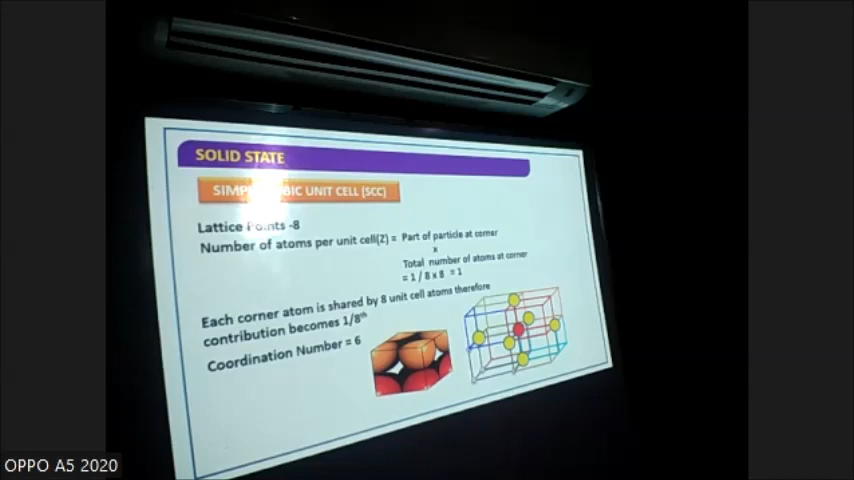 SOLID STATE
SIMP BIC UNIT CELL (SCC)
Lattice Points -8
Number of atoms per unit cell(Z) = Part of particle at corner
x
Total number of atoms at corner
= 1 / 8 x 8 = 1
Each corner atom is shared by 8 unit cell atoms therefore
contribution becomes 1/8th
Coordination Number = 6
OPPO A5 2020